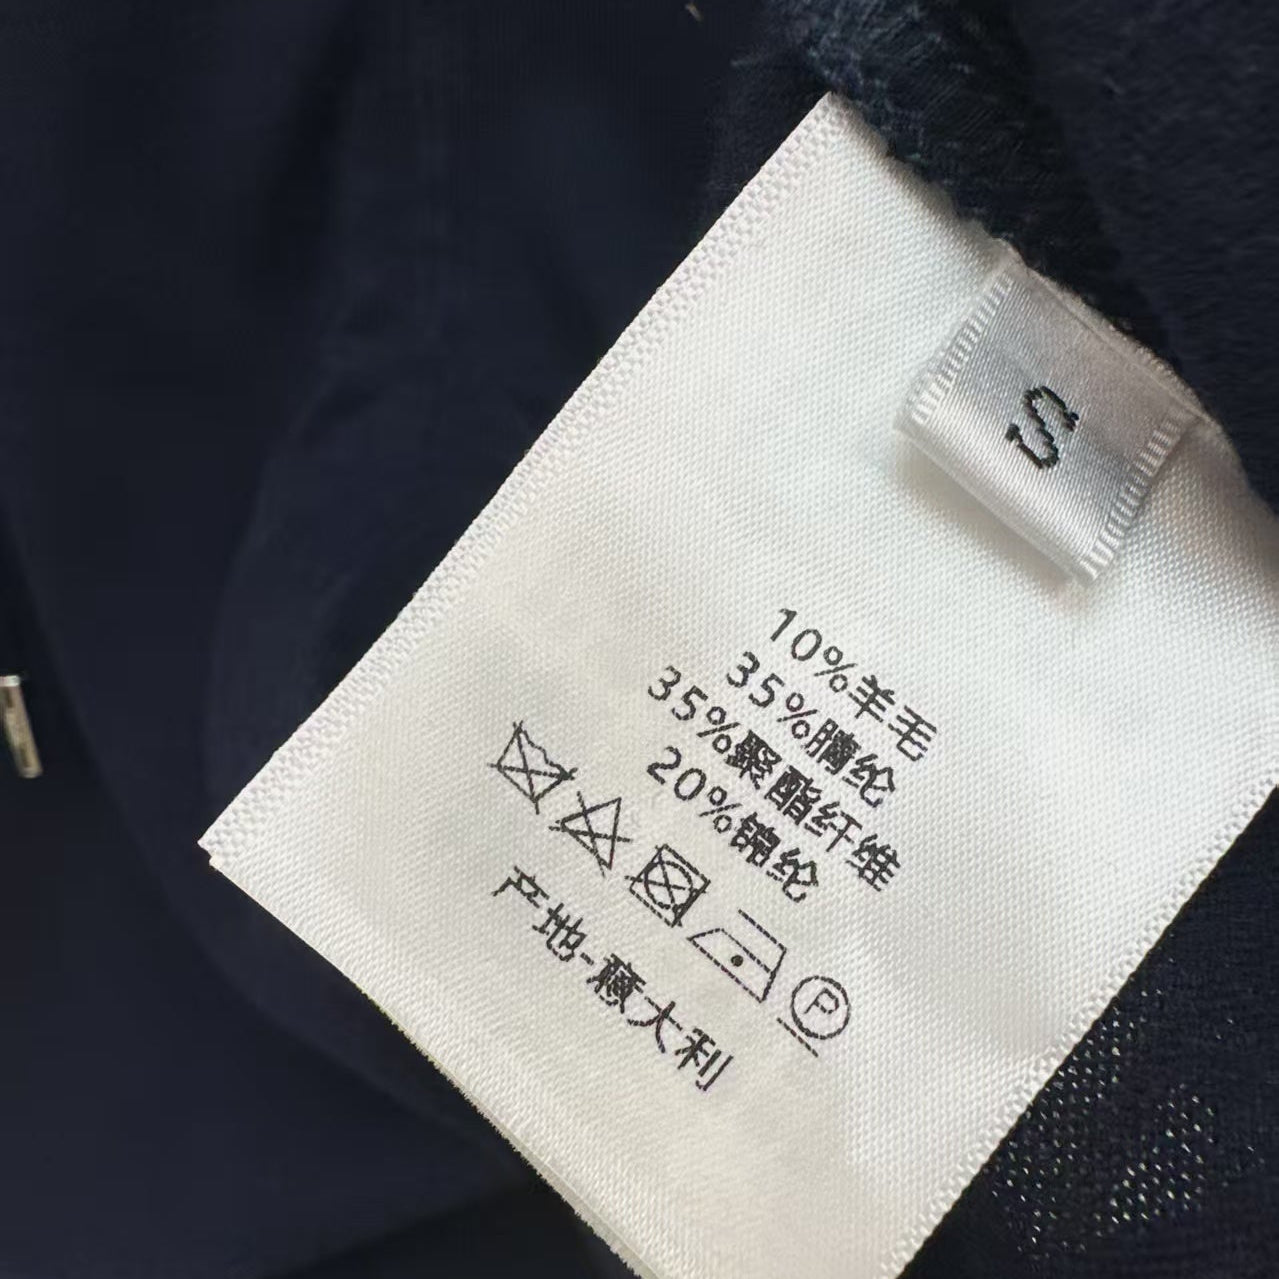 S
10%羊毛
35%腈纶
35%聚酯纤维
20%锦纶
P
产地-意大利